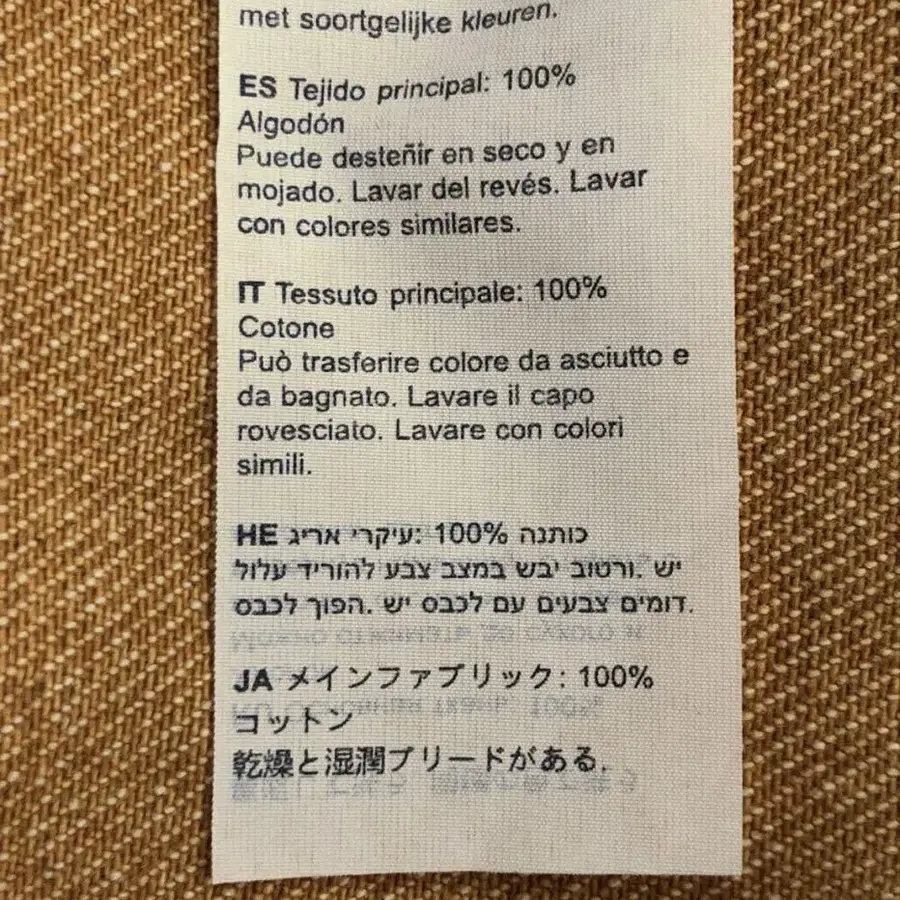 met soortgelijke kleuren.
ES Tejido principal: 100%
Algodón
Puede desteñir en seco y en
mojado. Lavar del revés. Lavar
con colores similares.
IT Tessuto principale: 100%
Cotone
Può trasferire colore da asciutto e
da bagnato. Lavare il capo
rovesciato. Lavare con colori
simili.
HE עיקרי אריג: 100% כותנה
עלול להוריד צבע במצב יבש ורטוב. יש
לכבס הפוך. יש לכבס עם צבעים דומים.
JA メインファブリック: 100%
コットン
乾燥と湿潤ブリードがある.